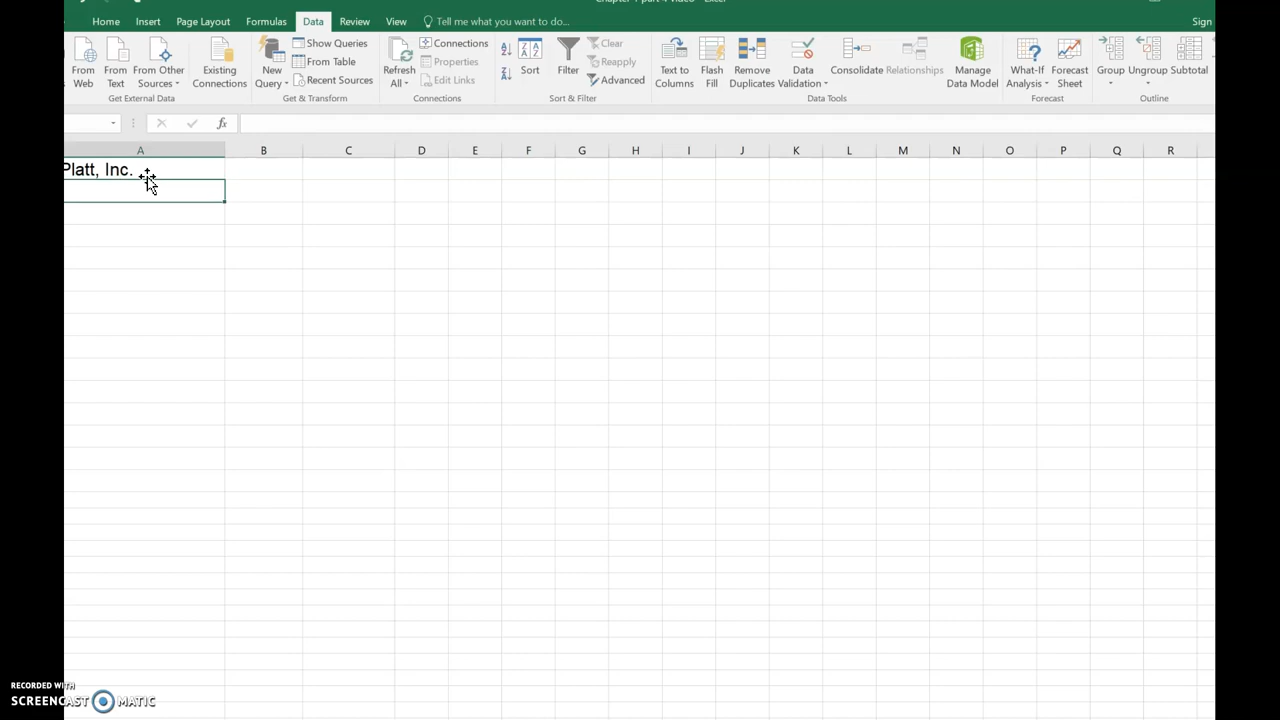 Home Insert Page Layout Formulas Data Review View Tell me what you want to do... Sign
From Web From Text From Other Sources Existing Connections New Query Show Queries From Table Recent Sources Refresh All Connections Properties Edit Links Sort Filter Clear Reapply Advanced Text to Columns Flash Fill Remove Duplicates Data Validation Consolidate Relationships Manage Data Model What-If Analysis Forecast Sheet Group Ungroup Subtotal
Get External Data Get & Transform Connections Sort & Filter Data Tools Forecast Outline
fx
A B C D E F G H I J K L M N O P Q R
Platt, Inc.
RECORDED WITH
SCREENCAST MATIC